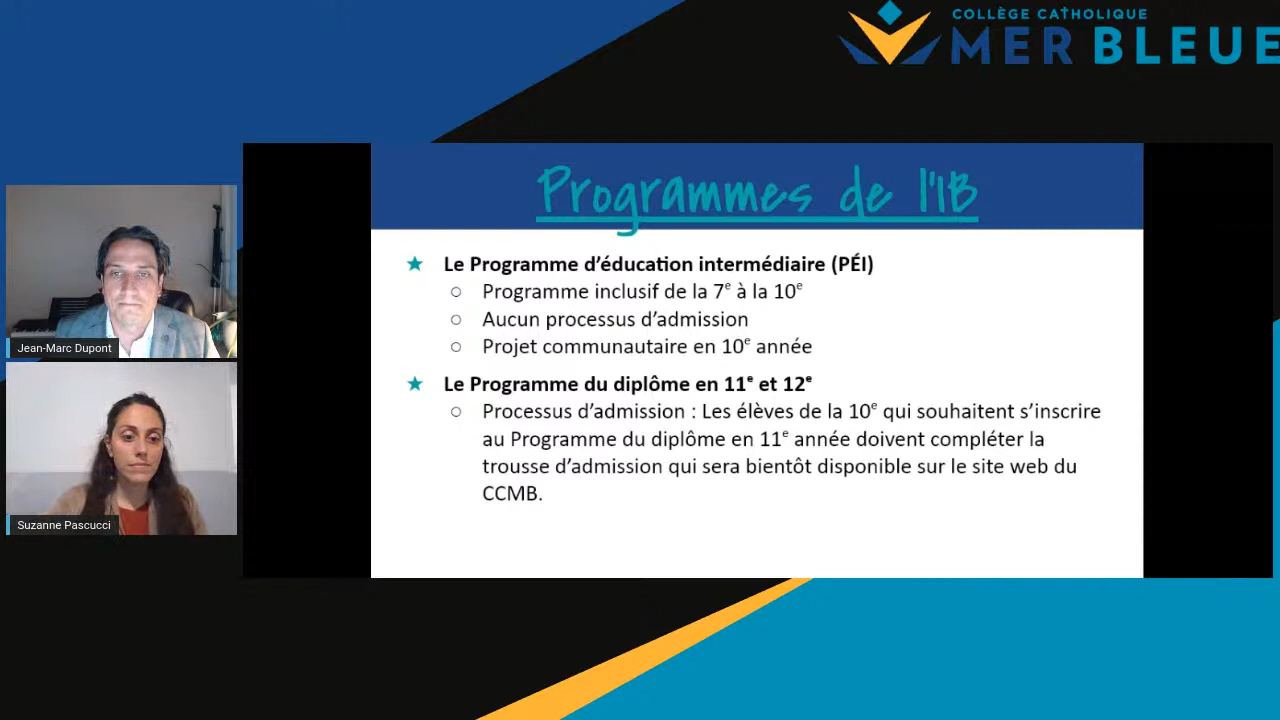 COLLÈGE CATHOLIQUE
MER BLEUE
Programmes de l'IB
Le Programme d’éducation intermédiaire (PÉI)
Programme inclusif de la 7e à la 10e
Aucun processus d’admission
Projet communautaire en 10e année
Le Programme du diplôme en 11e et 12e
Processus d’admission : Les élèves de la 10e qui souhaitent s’inscrire
au Programme du diplôme en 11e année doivent compléter la
trousse d’admission qui sera bientôt disponible sur le site web du
CCMB.
Jean-Marc Dupont
Suzanne Pascucci